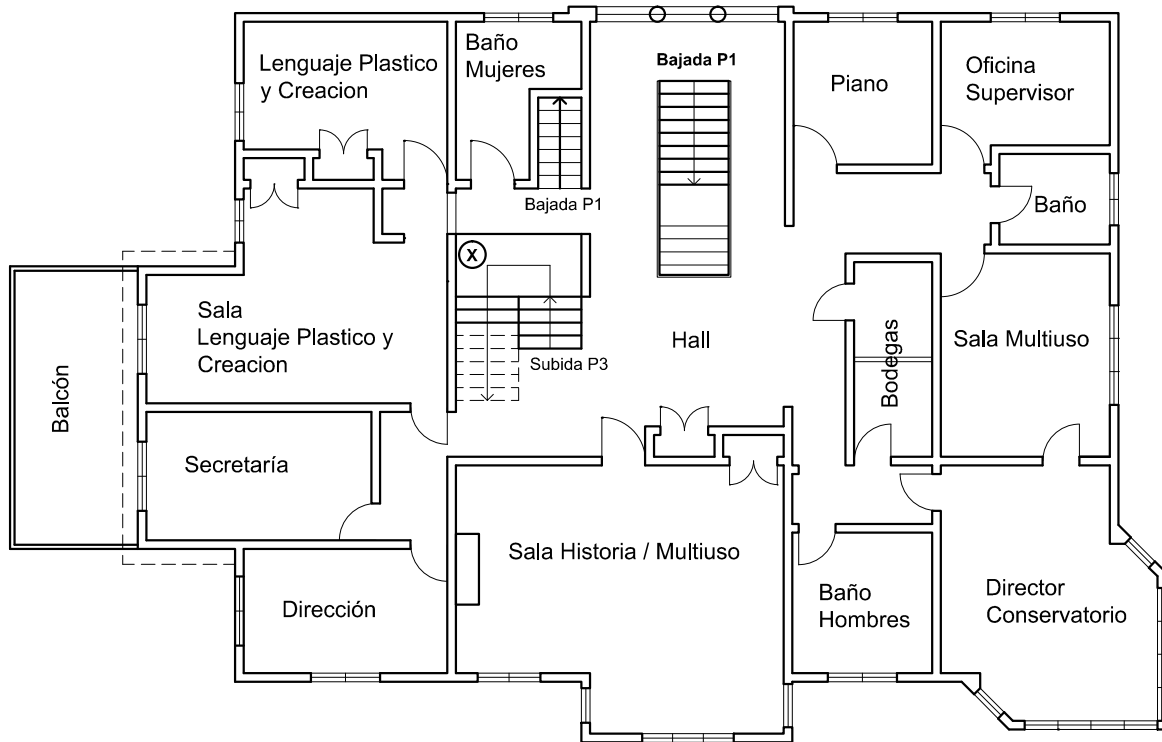 Lenguaje Plastico
y Creacion
Baño
Mujeres
Bajada P1
Piano
Oficina
Supervisor
Bajada P1
Baño
X
Sala
Lenguaje Plastico y
Creacion
Subida P3
Hall
Bodegas
Sala Multiuso
Balcón
Secretaría
Sala Historia / Multiuso
Dirección
Baño
Hombres
Director
Conservatorio